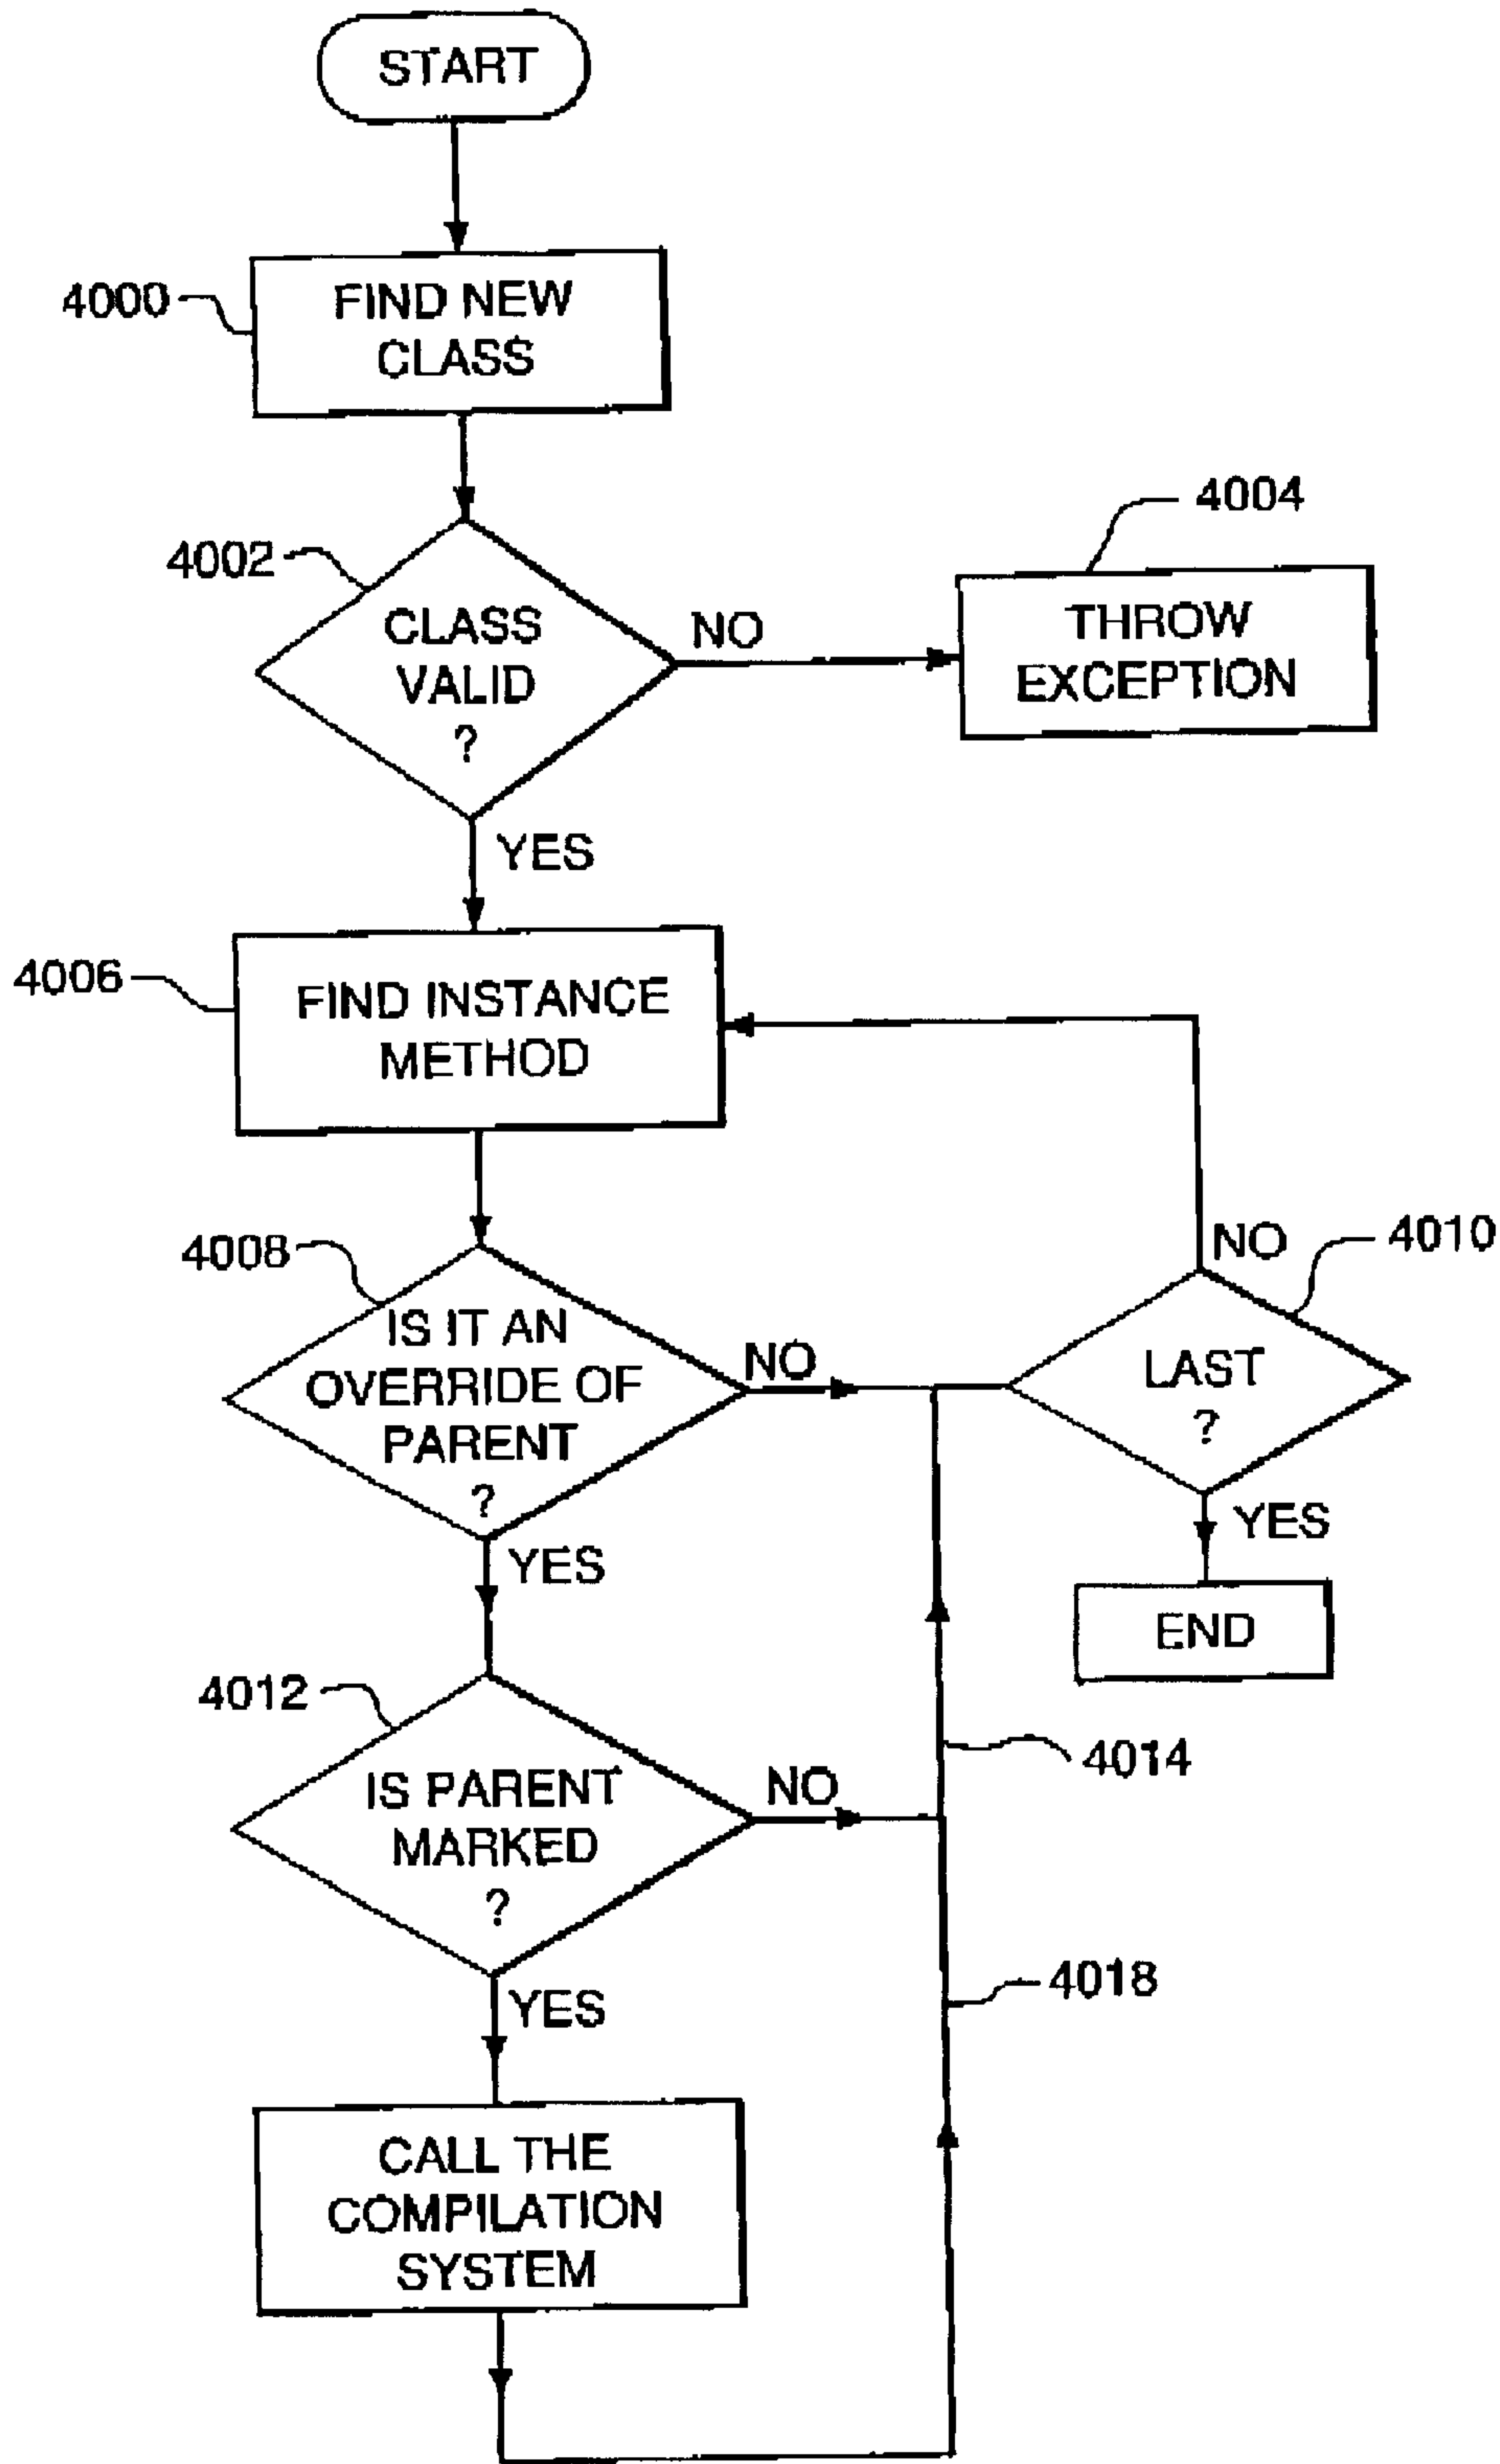 START
4000
FIND NEW
CLASS
4002
CLASS
VALID
?
NO
4004
THROW
EXCEPTION
YES
4006
FIND INSTANCE
METHOD
4008
IS IT AN
OVERRIDE OF
PARENT
?
NO
NO
4010
LAST
?
YES
END
YES
4012
IS PARENT
MARKED
?
NO
4014
4018
YES
CALL THE
COMPILATION
SYSTEM